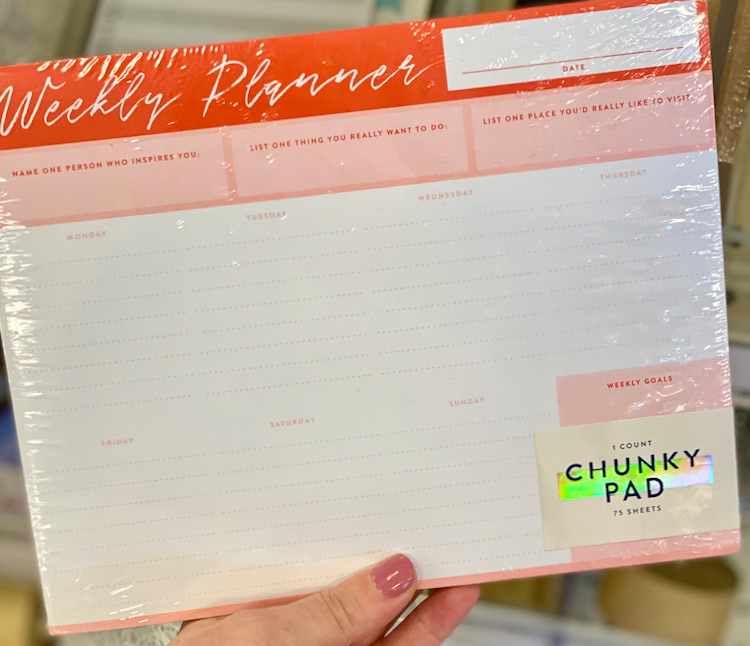 Weekly Planner
DATE
NAME ONE PERSON WHO INSPIRES YOU:
LIST ONE THING YOU REALLY WANT TO DO:
LIST ONE PLACE YOU'D REALLY LIKE TO VISIT:
MONDAY
TUESDAY
WEDNESDAY
THURSDAY
FRIDAY
SATURDAY
SUNDAY
WEEKLY GOALS
1 COUNT
CHUNKY
PAD
75 SHEETS